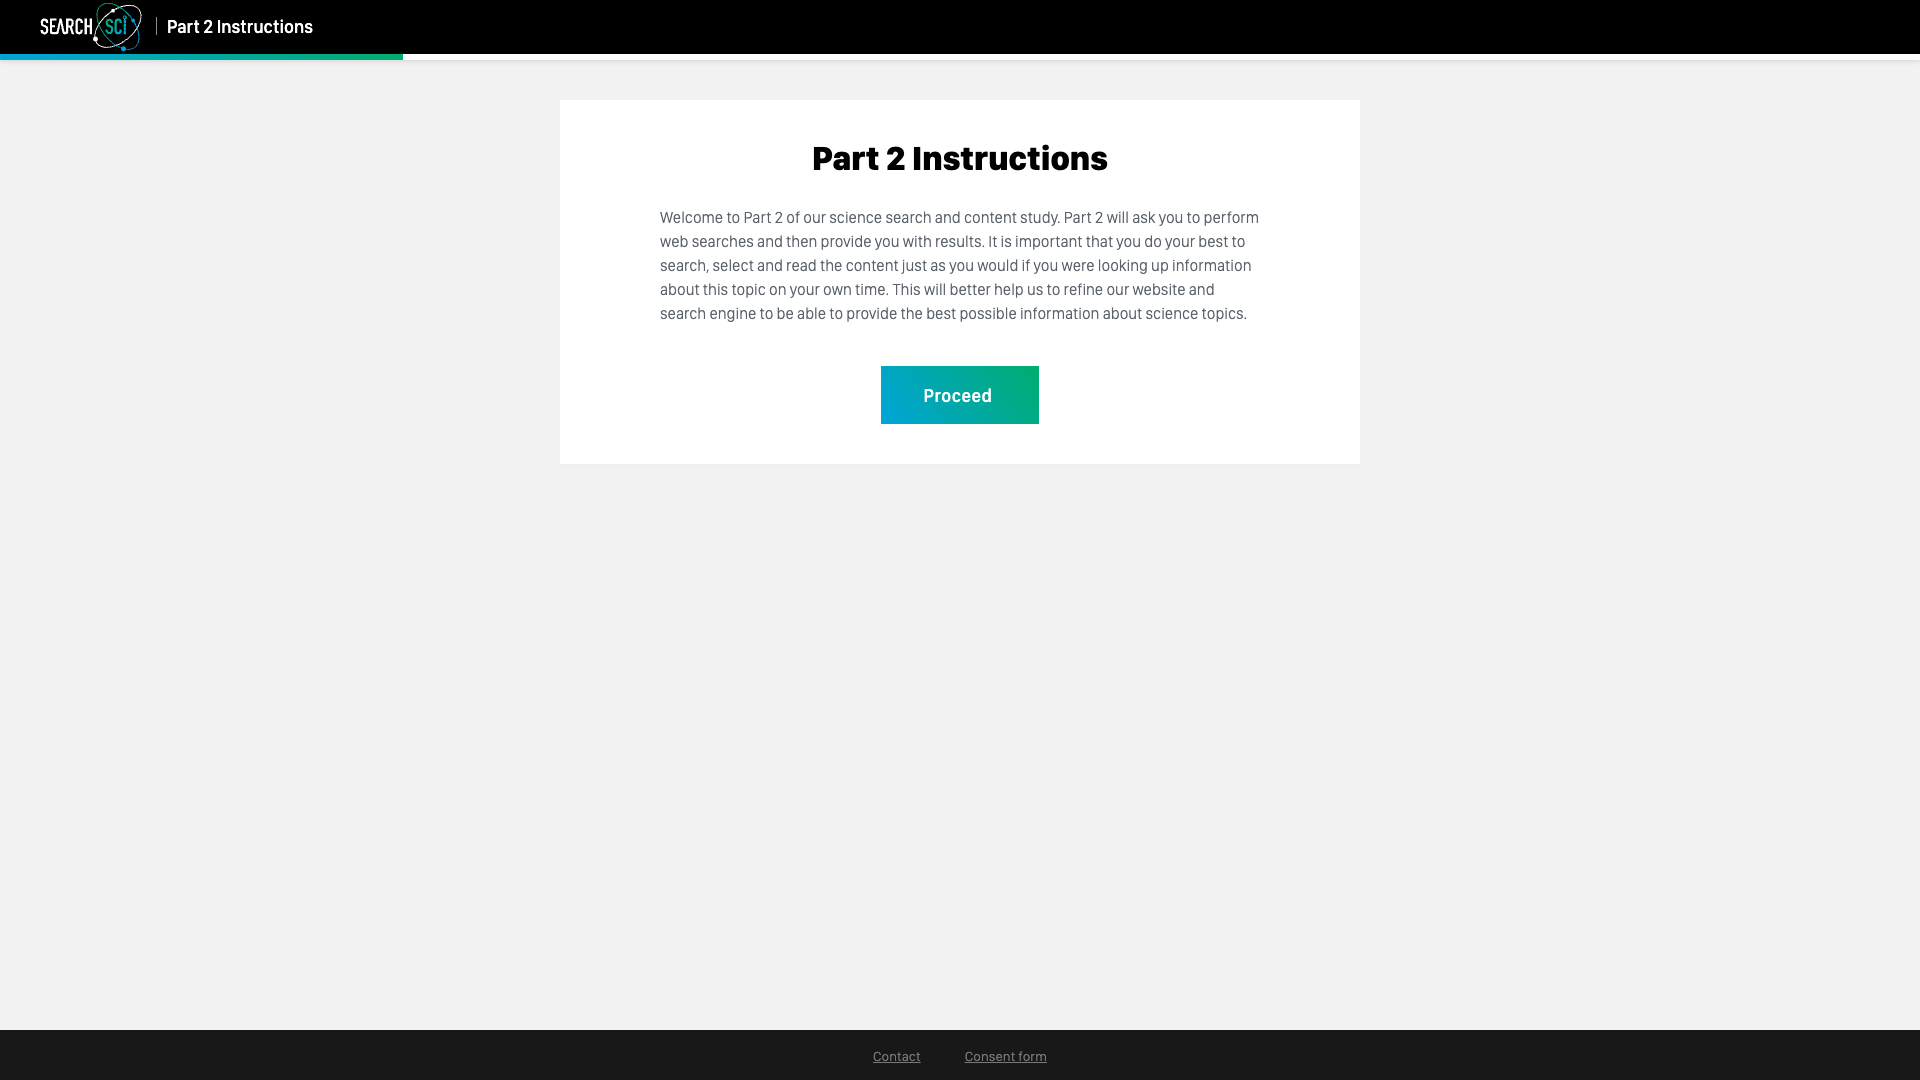 SEARCH SCI
Part 2 Instructions
Part 2 Instructions
Welcome to Part 2 of our science search and content study. Part 2 will ask you to perform
web searches and then provide you with results. It is important that you do your best to
search, select and read the content just as you would if you were looking up information
about this topic on your own time. This will better help us to refine our website and
search engine to be able to provide the best possible information about science topics.
Proceed
Contact
Consent form